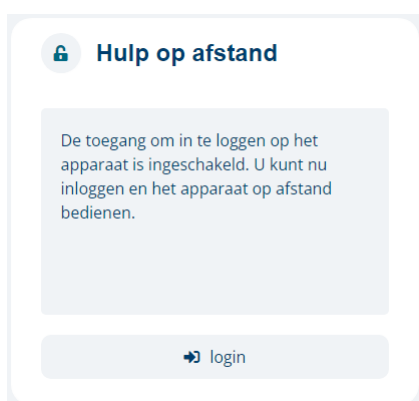 Hulp op afstand
De toegang om in te loggen op het
apparaat is ingeschakeld. U kunt nu
inloggen en het apparaat op afstand
bedienen.
login